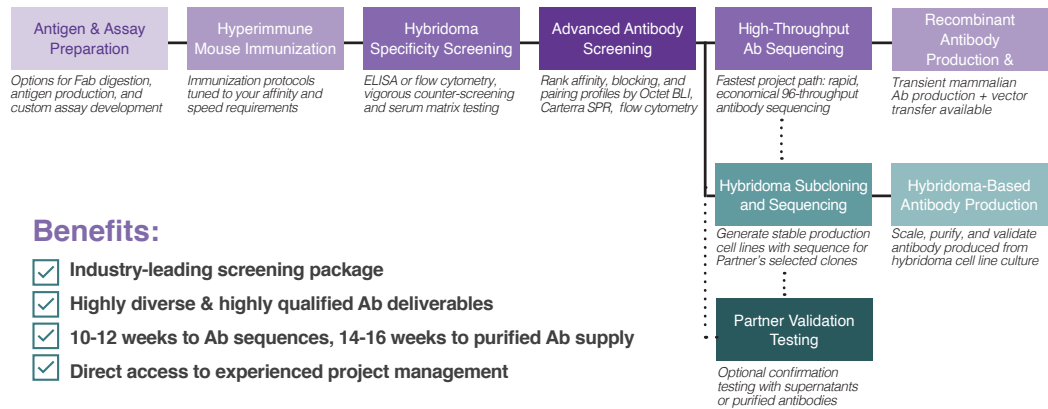 Antigen & Assay
Preparation
Options for Fab digestion,
antigen production, and
custom assay development
Hyperimmune
Mouse Immunization
Immunization protocols
tuned to your affinity and
speed requirements
Hybridoma
Specificity Screening
ELISA or flow cytometry,
vigorous counter-screening
and serum matrix testing
Advanced Antibody
Screening
Rank affinity, blocking, and
pairing profiles by Octet BLI,
Carterra SPR, flow cytometry
High-Throughput
Ab Sequencing
Fastest project path: rapid,
economical 96-throughput
antibody sequencing
Recombinant
Antibody
Production &
Transient mammalian
Ab production + vector
transfer available
Hybridoma Subcloning
and Sequencing
Generate stable production
cell lines with sequence for
Partner's selected clones
Hybridoma-Based
Antibody Production
Scale, purify, and validate
antibody produced from
hybridoma cell line culture
Partner Validation
Testing
Optional confirmation
testing with supernatants
or purified antibodies
Benefits:
Industry-leading screening package
Highly diverse & highly qualified Ab deliverables
10-12 weeks to Ab sequences, 14-16 weeks to purified Ab supply
Direct access to experienced project management